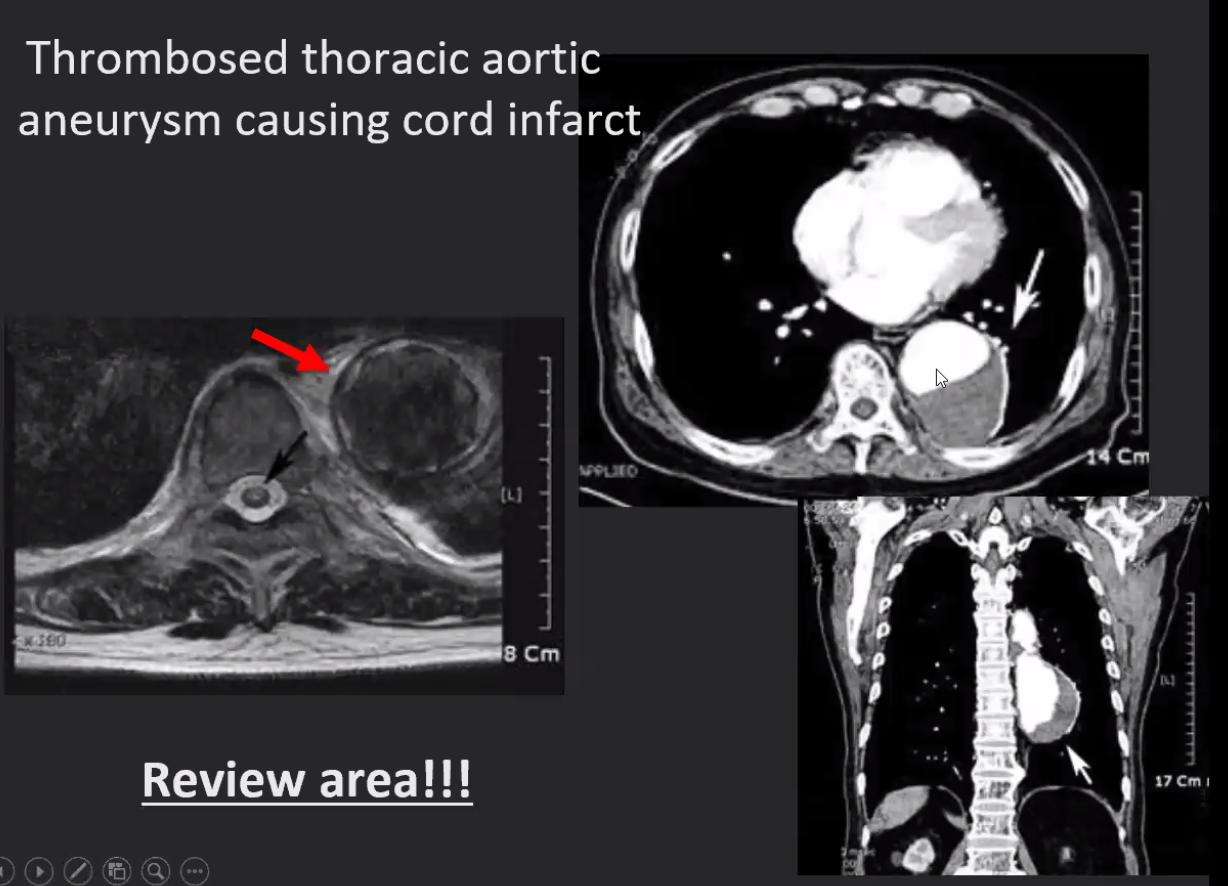 Thrombosed thoracic aortic
aneurysm causing cord infarct
APPLIED
14 Cm
[L]
8 Cm
[L]
17 Cm
Review area!!!